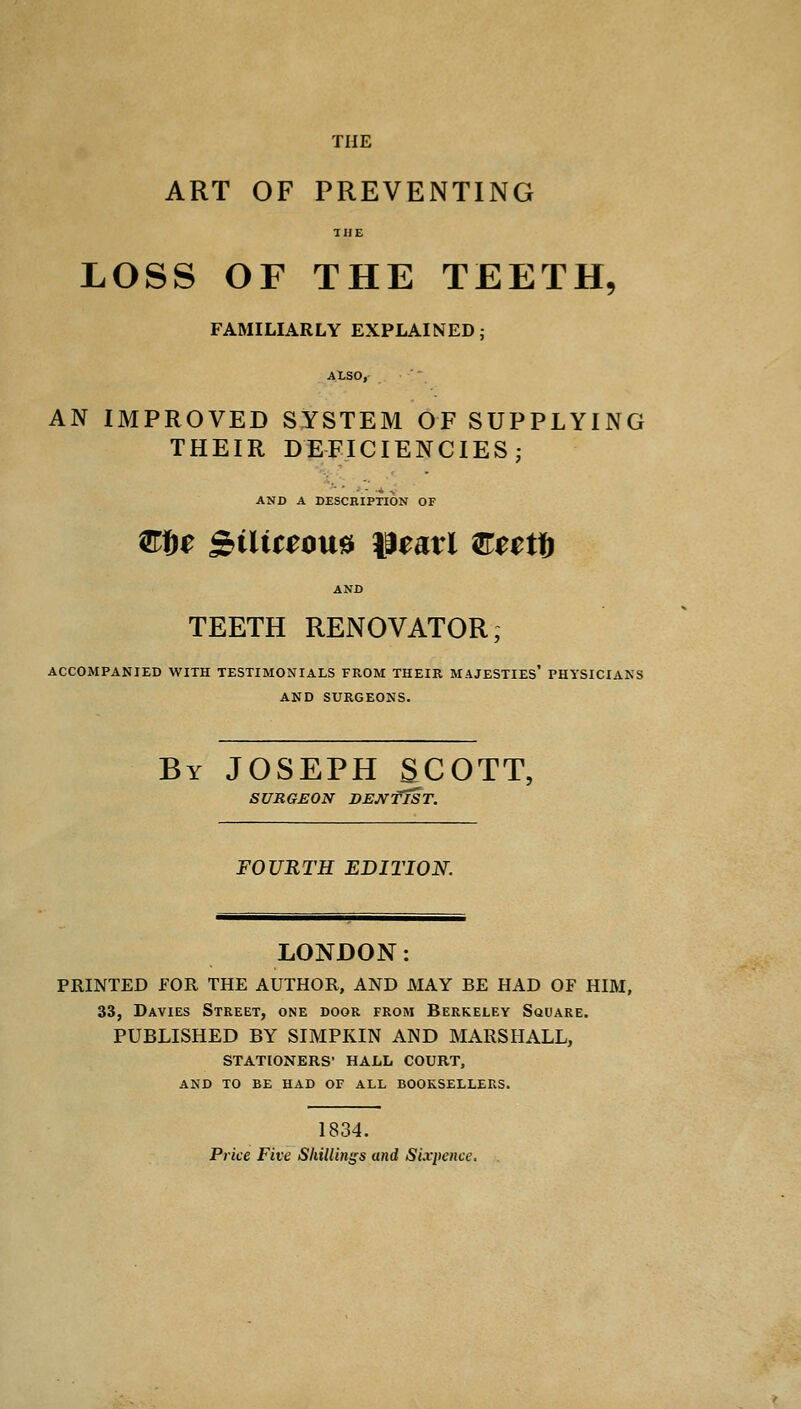 THE
ART OF PREVENTING
THE
LOSS OF THE TEETH,
FAMILIARLY EXPLAINED;
ALSO,
AN IMPROVED SYSTEM OF SUPPLYING
THEIR DEFICIENCIES;
AND A DESCRIPTION OF
The Siliceous Pearl Teeth
AND
TEETH RENOVATOR;
ACCOMPANIED WITH TESTIMONIALS FROM THEIR MAJESTIES' PHYSICIANS
AND SURGEONS.
BY JOSEPH SCOTT,
SURGEON DENTIST.
FOURTH EDITION.
LONDON:
PRINTED FOR THE AUTHOR, AND MAY BE HAD OF HIM,
33, DAVIES STREET, ONE DOOR FROM BERKELEY SQUARE.
PUBLISHED BY SIMPKIN AND MARSHALL,
STATIONERS' HALL COURT,
AND TO BE HAD OF ALL BOOKSELLERS.
1834.
Price Five Shillings and Sixpence.